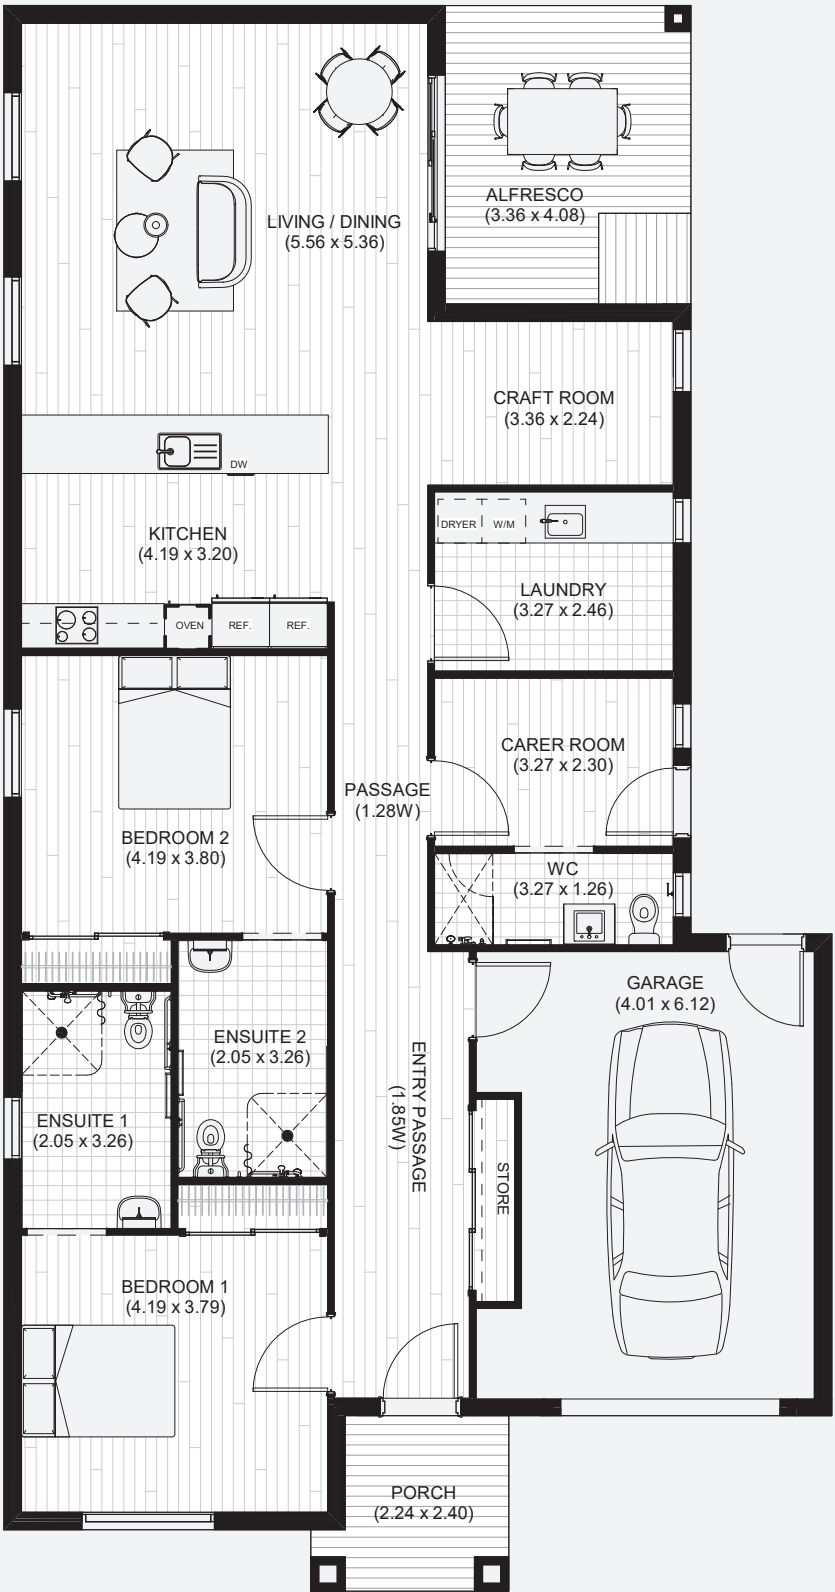 ALFRESCO
(3.36 x 4.08)
LIVING / DINING
(5.56 x 5.36)
CRAFT ROOM
(3.36 x 2.24)
DW
KITCHEN
(4.19 x 3.20)
DRYER
W/M
LAUNDRY
(3.27 x 2.46)
OVEN
REF.
REF.
CARER ROOM
(3.27 x 2.30)
PASSAGE
(1.28W)
BEDROOM 2
(4.19 x 3.80)
WC
(3.27 x 1.26)
GARAGE
(4.01 x 6.12)
ENSUITE 2
(2.05 x 3.26)
ENSUITE 1
(2.05 x 3.26)
ENTRY PASSAGE
(1.85W)
STORE
BEDROOM 1
(4.19 x 3.79)
PORCH
(2.24 x 2.40)